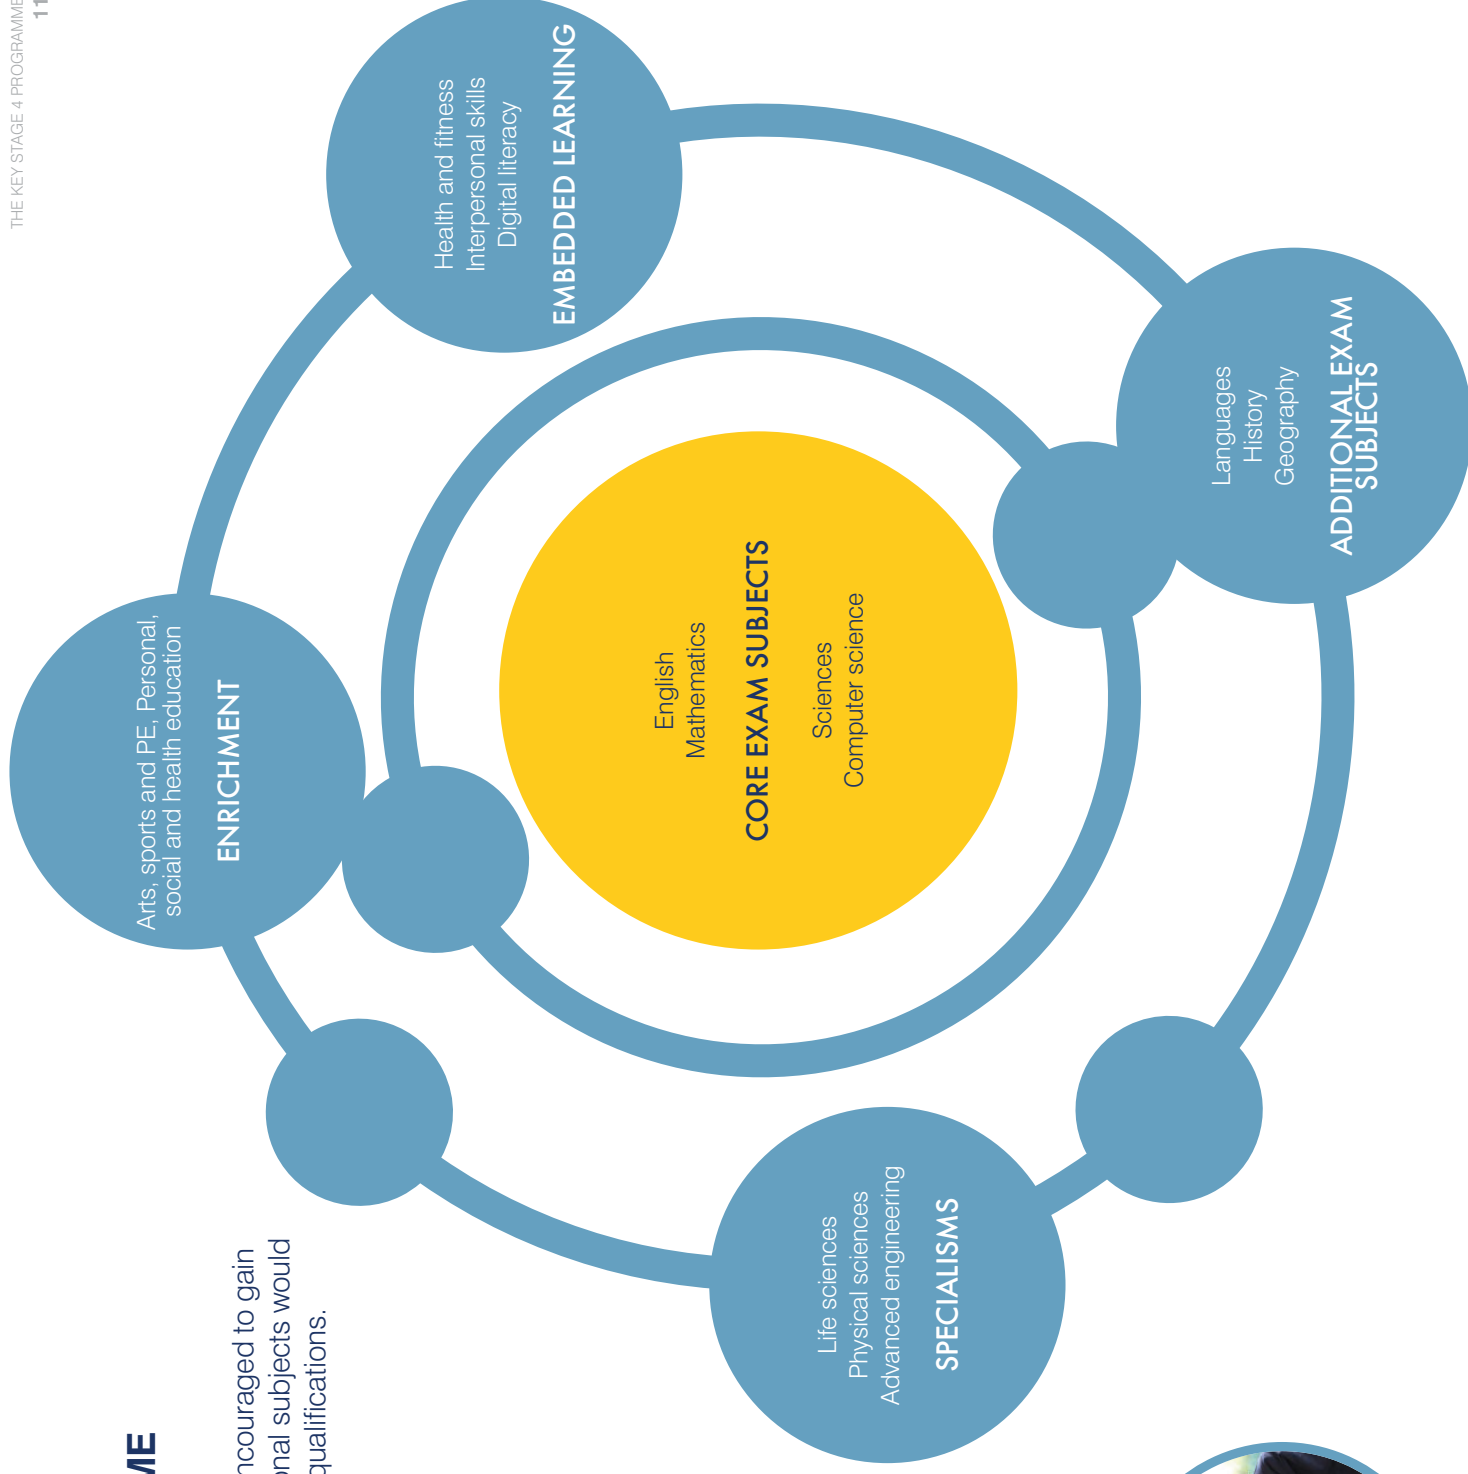 THE KEY STAGE 4 PROGRAMME
11
ncouraged to gain
onal subjects would
qualifications.
Arts, sports and PE, Personal,
social and health education
ENRICHMENT
Health and fitness
Interpersonal skills
Digital literacy
EMBEDDED LEARNING
English
Mathematics
CORE EXAM SUBJECTS
Sciences
Computer science
Life sciences
Physical sciences
Advanced engineering
SPECIALISMS
Languages
History
Geography
ADDITIONAL EXAM
SUBJECTS